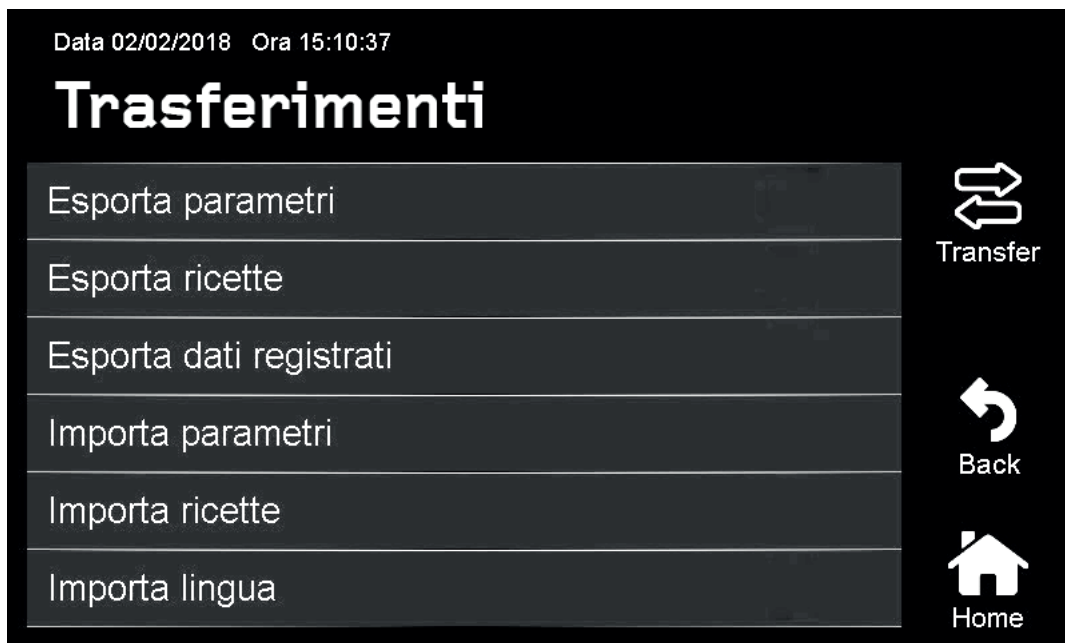 Data 02/02/2018 Ora 15:10:37
Trasferimenti
Esporta parametri
Esporta ricette
Esporta dati registrati
Importa parametri
Importa ricette
Importa lingua
Transfer
Back
Home